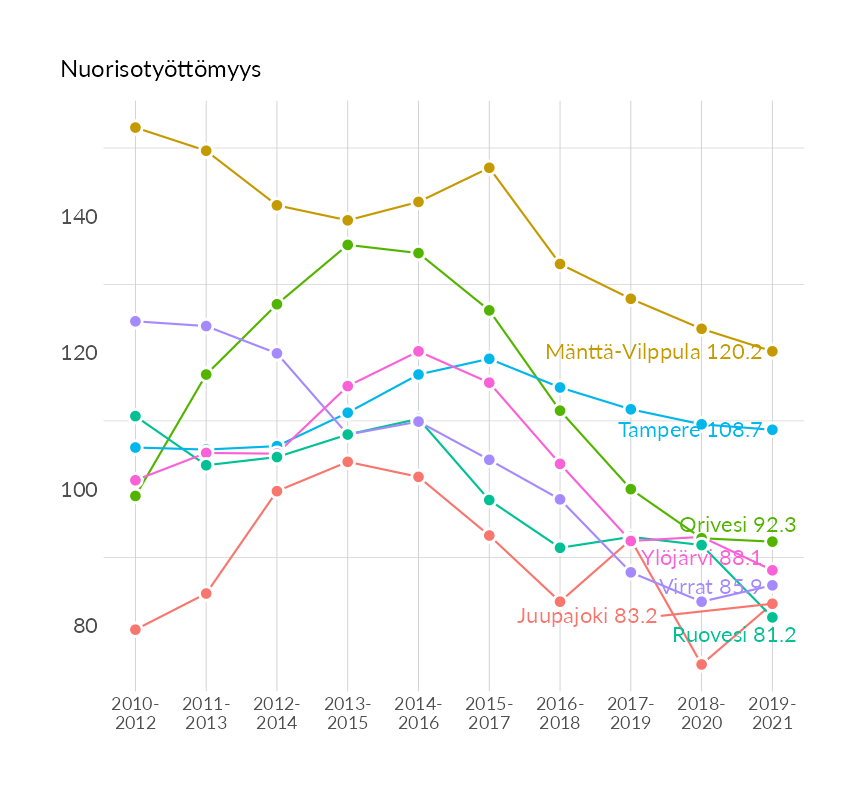 Nuorisotyöttömyys
140
120
100
80
Mänttä-Vilppula 120.2
Tampere 108.7
Orivesi 92.3
Ylöjärvi 88.1
Virrat 85.9
Juupajoki 83.2
Ruovesi 81.2
2010- 2011- 2012- 2013- 2014- 2015- 2016- 2017- 2018- 2019-
2012 2013 2014 2015 2016 2017 2018 2019 2020 2021